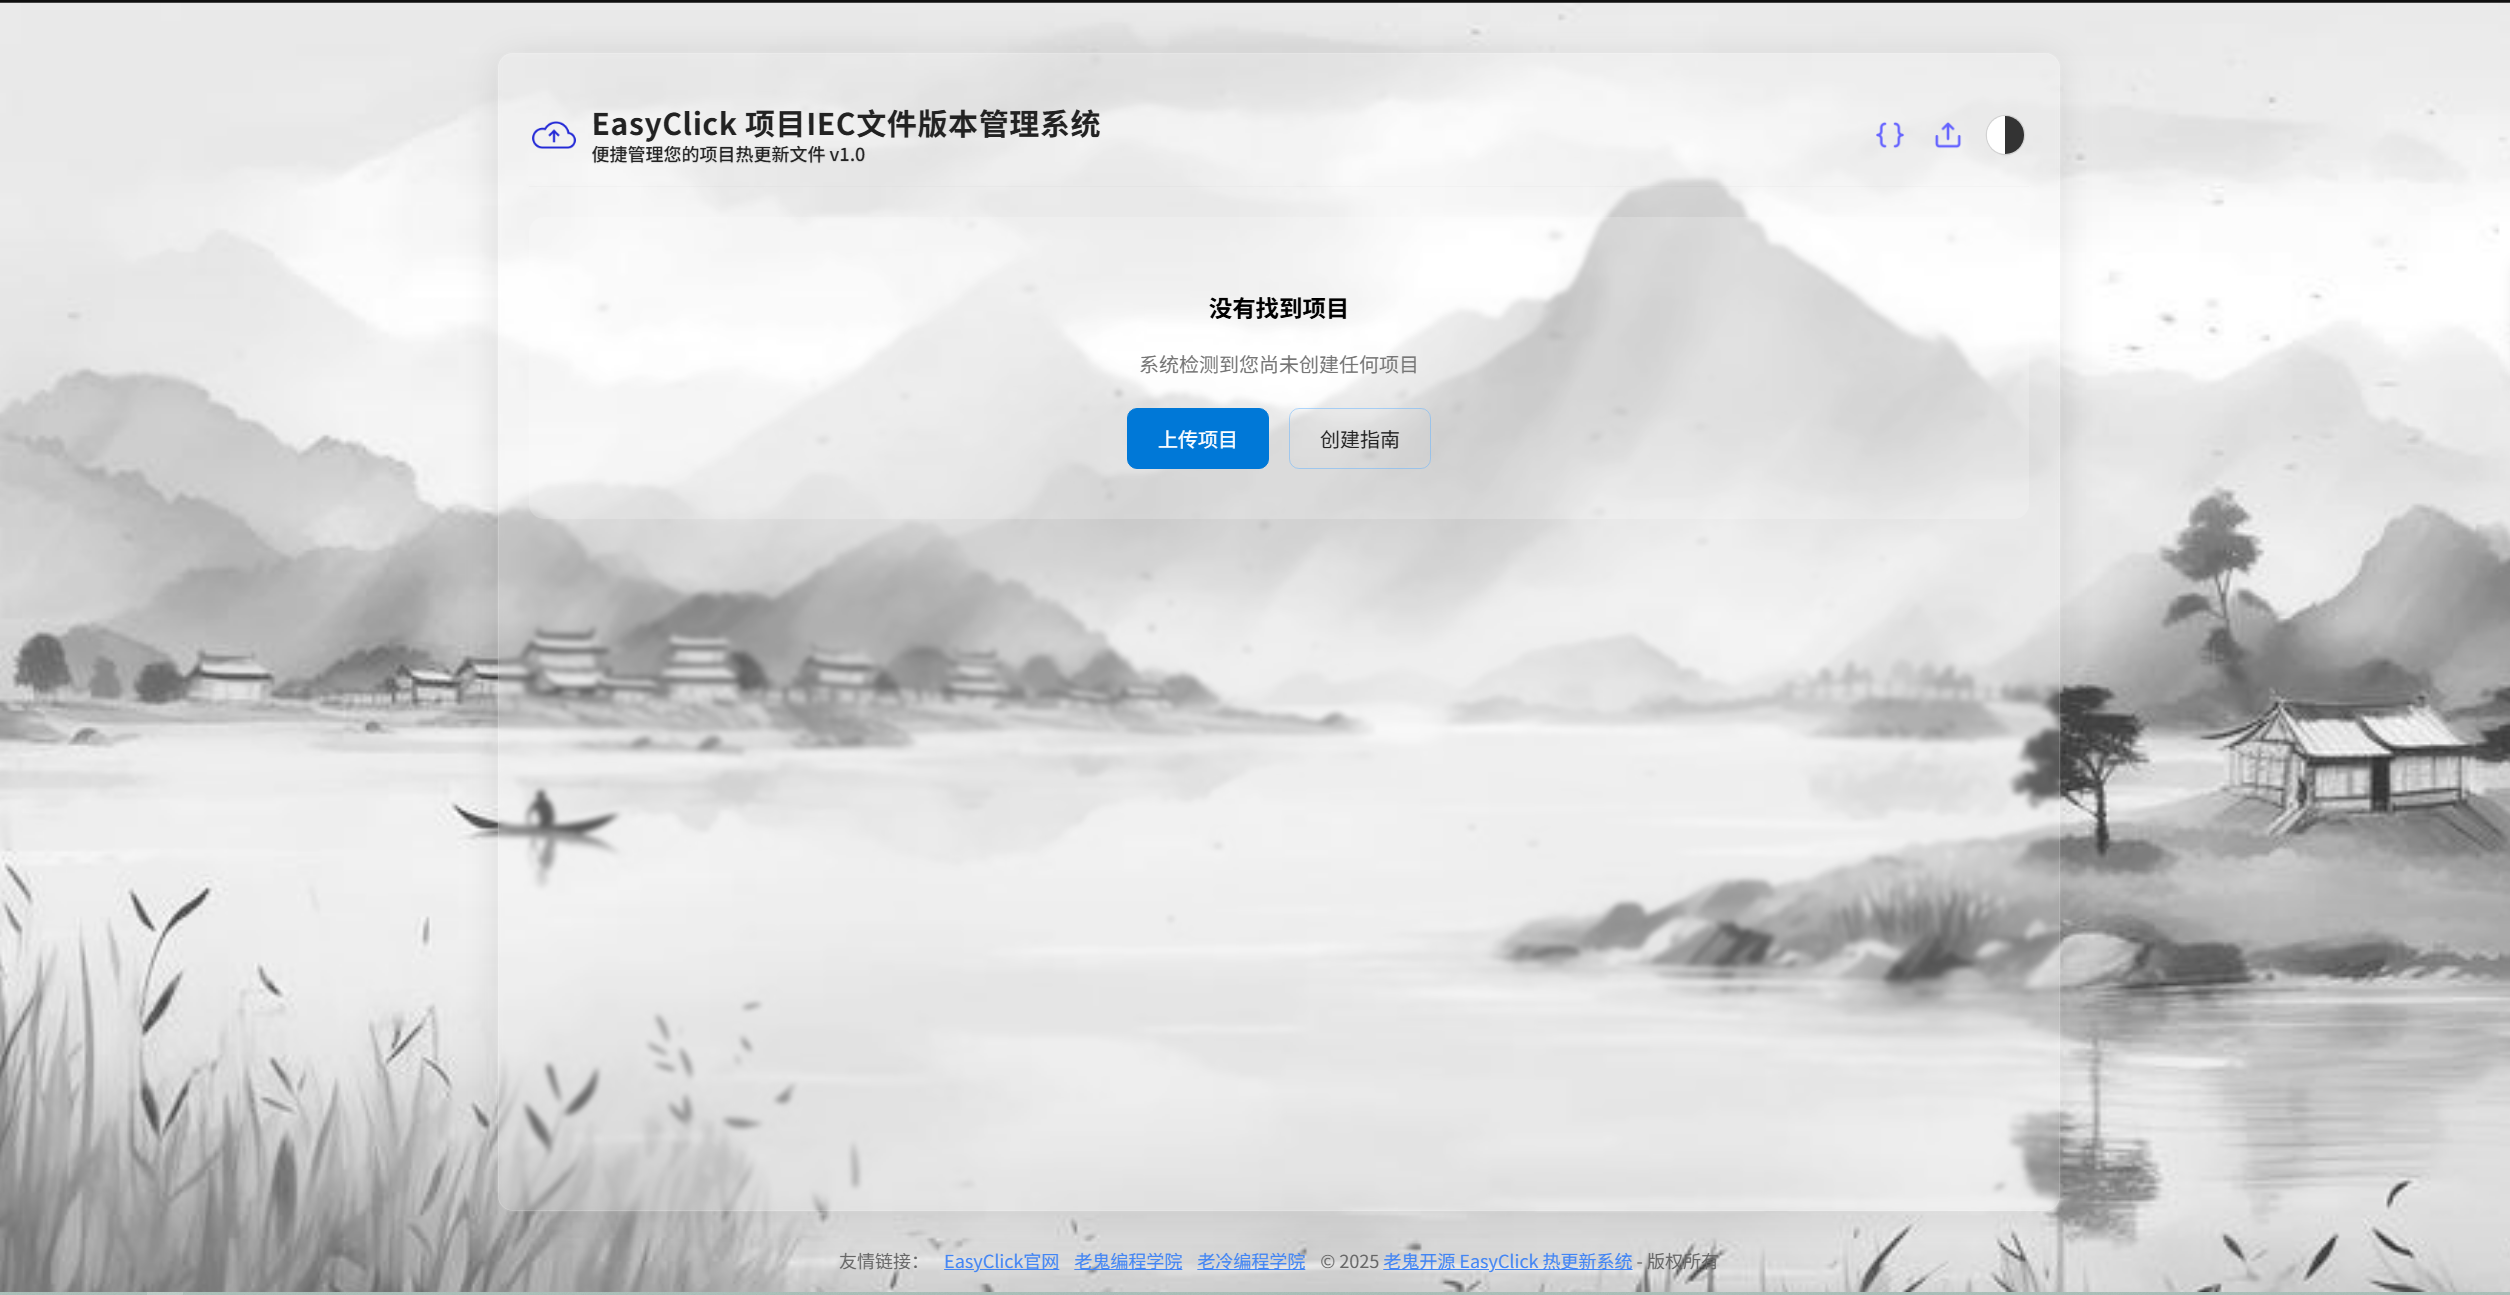 EasyClick 项目IEC文件版本管理系统
便捷管理您的项目热更新文件 v1.0
没有找到项目
系统检测到您尚未创建任何项目
上传项目 创建指南
友情链接： EasyClick官网 老鬼编程学院 老冷编程学院 © 2025 老鬼开源 EasyClick 热更新系统 - 版权所有